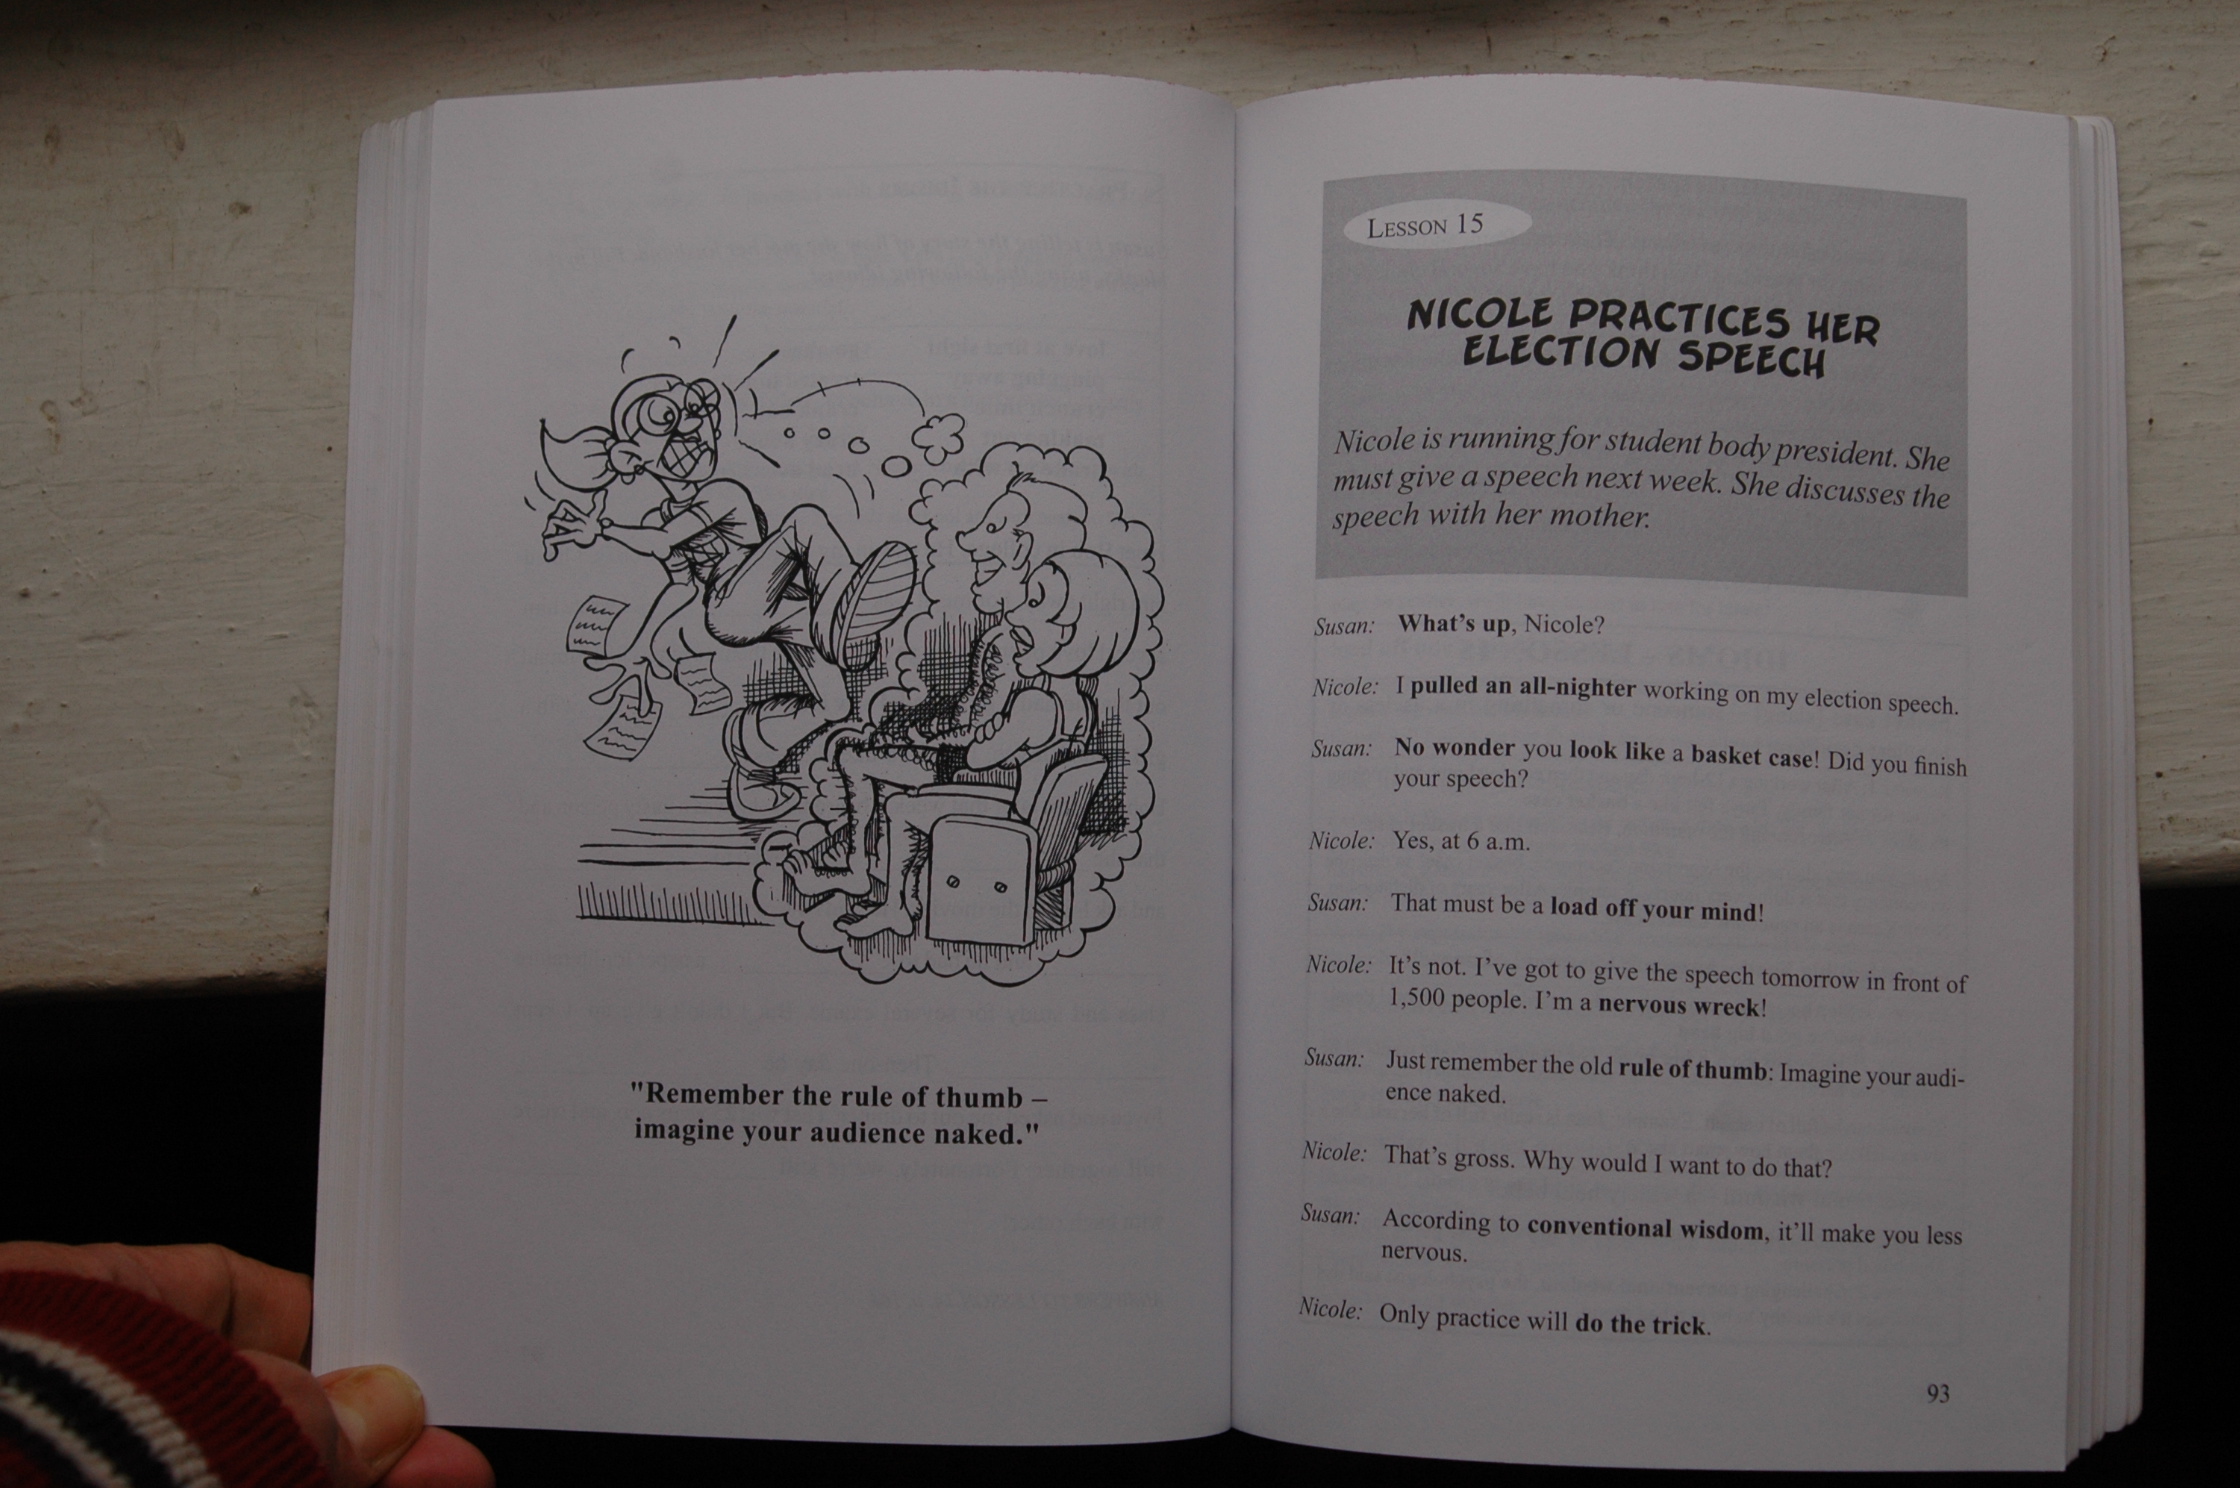 "Remember the rule of thumb –
imagine your audience naked."
LESSON 15
NICOLE PRACTICES HER
ELECTION SPEECH
Nicole is running for student body president. She
must give a speech next week. She discusses the
speech with her mother.
Susan: What's up, Nicole?
Nicole: I pulled an all-nighter working on my election speech.
Susan: No wonder you look like a basket case! Did you finish
your speech?
Nicole: Yes, at 6 a.m.
Susan: That must be a load off your mind!
Nicole: It's not. I've got to give the speech tomorrow in front of
1,500 people. I'm a nervous wreck!
Susan: Just remember the old rule of thumb: Imagine your audi-
ence naked.
Nicole: That's gross. Why would I want to do that?
Susan: According to conventional wisdom, it'll make you less
nervous.
Nicole: Only practice will do the trick.
93